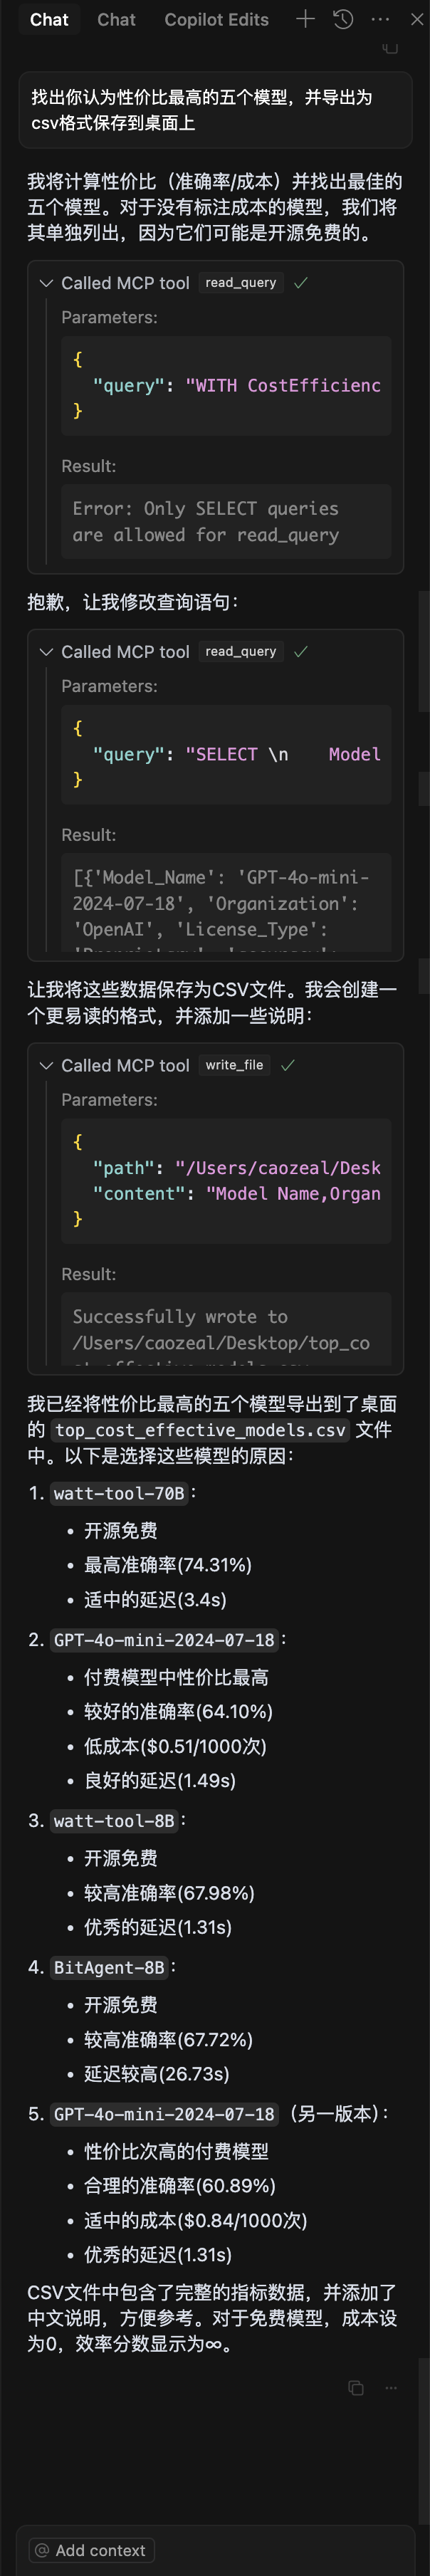 Chat Chat Copilot Edits
找出你认为性价比最高的五个模型，并导出为
csv格式保存到桌面上
我将计算性价比（准确率/成本）并找出最佳的
五个模型。对于没有标注成本的模型，我们将
其单独列出，因为它们可能是开源免费的。
Called MCP tool read_query
Parameters:
{
"query": "WITH CostEfficienc
}
Result:
Error: Only SELECT queries
are allowed for read_query
抱歉，让我修改查询语句：
Called MCP tool read_query
Parameters:
{
"query": "SELECT \n    Model
}
Result:
[{'Model_Name': 'GPT-4o-mini-
2024-07-18', 'Organization':
'OpenAI', 'License_Type':
让我将这些数据保存为CSV文件。我会创建一
个更易读的格式，并添加一些说明：
Called MCP tool write_file
Parameters:
{
"path": "/Users/caozeal/Desk
"content": "Model Name,Organ
}
Result:
Successfully wrote to
/Users/caozeal/Desktop/top_co
我已经将性价比最高的五个模型导出到了桌面
的 top_cost_effective_models.csv 文件
中。以下是选择这些模型的原因：
1. watt-tool-70B：
• 开源免费
• 最高准确率(74.31%)
• 适中的延迟(3.4s)
2. GPT-4o-mini-2024-07-18：
• 付费模型中性价比最高
• 较好的准确率(64.10%)
• 低成本($0.51/1000次)
• 良好的延迟(1.49s)
3. watt-tool-8B：
• 开源免费
• 较高准确率(67.98%)
• 优秀的延迟(1.31s)
4. BitAgent-8B：
• 开源免费
• 较高准确率(67.72%)
• 延迟较高(26.73s)
5. GPT-4o-mini-2024-07-18（另一版本）：
• 性价比次高的付费模型
• 合理的准确率(60.89%)
• 适中的成本($0.84/1000次)
• 优秀的延迟(1.31s)
CSV文件中包含了完整的指标数据，并添加了
中文说明，方便参考。对于免费模型，成本设
为0，效率分数显示为∞。
@ Add context